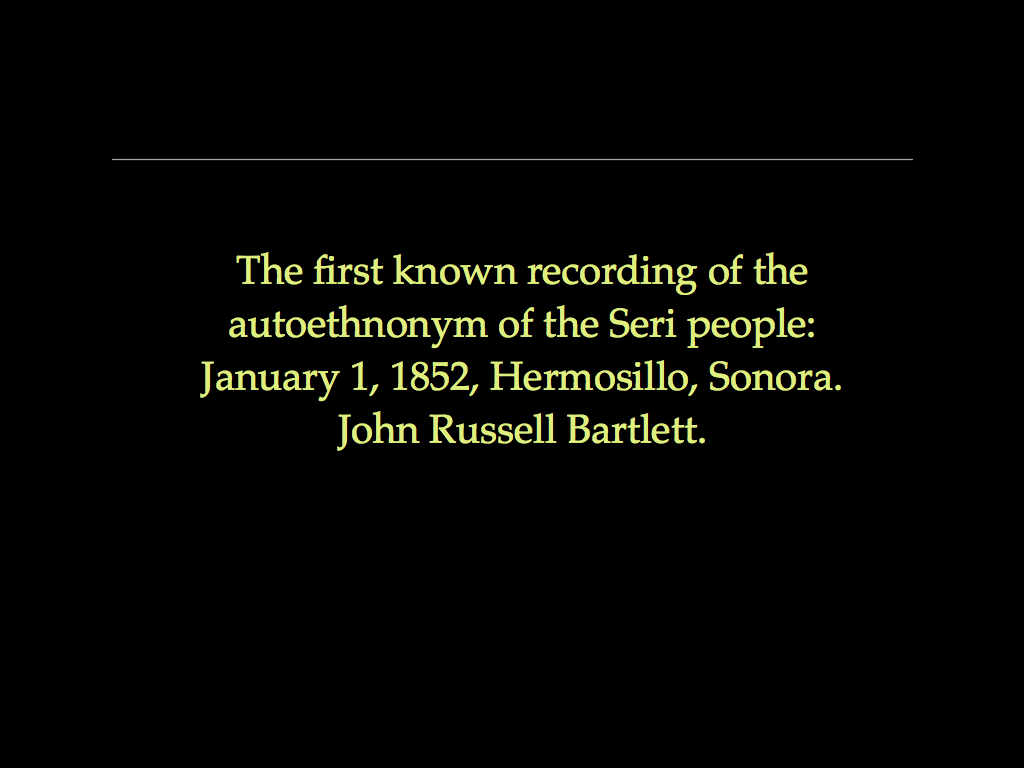 The first known recording of the
autoethnonym of the Seri people:
January 1, 1852, Hermosillo, Sonora.
John Russell Bartlett.